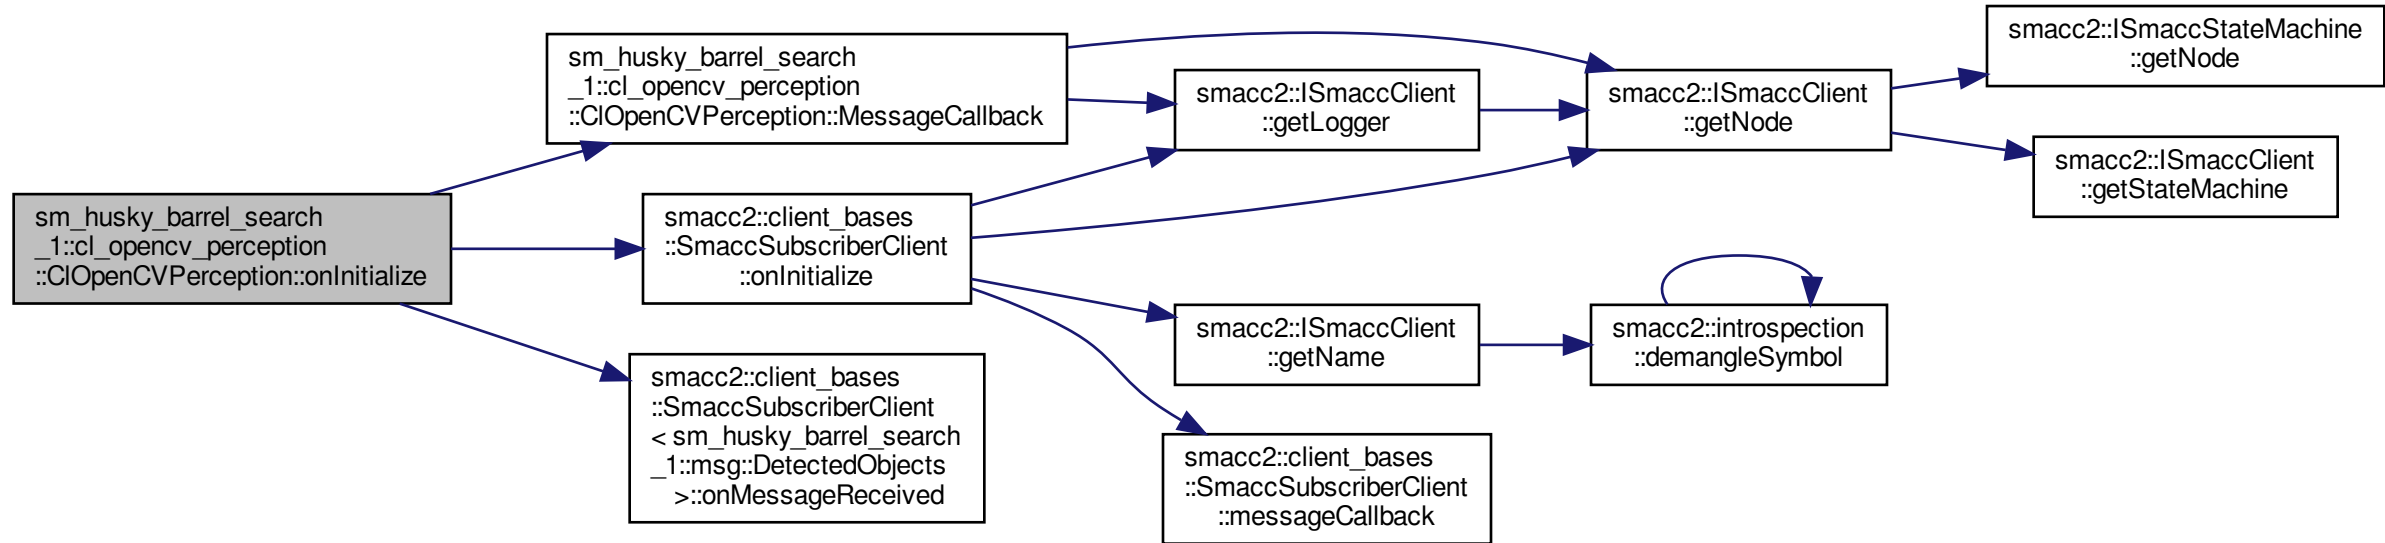 sm_husky_barrel_search
_1::cl_opencv_perception
::ClOpenCVPerception::onInitialize
sm_husky_barrel_search
_1::cl_opencv_perception
::ClOpenCVPerception::MessageCallback
smacc2::client_bases
::SmaccSubscriberClient
::onInitialize
smacc2::client_bases
::SmaccSubscriberClient
< sm_husky_barrel_search
_1::msg::DetectedObjects
>::onMessageReceived
smacc2::ISmaccClient
::getLogger
smacc2::ISmaccClient
::getName
smacc2::client_bases
::SmaccSubscriberClient
::messageCallback
smacc2::ISmaccClient
::getNode
smacc2::introspection
::demangleSymbol
smacc2::ISmaccStateMachine
::getNode
smacc2::ISmaccClient
::getStateMachine